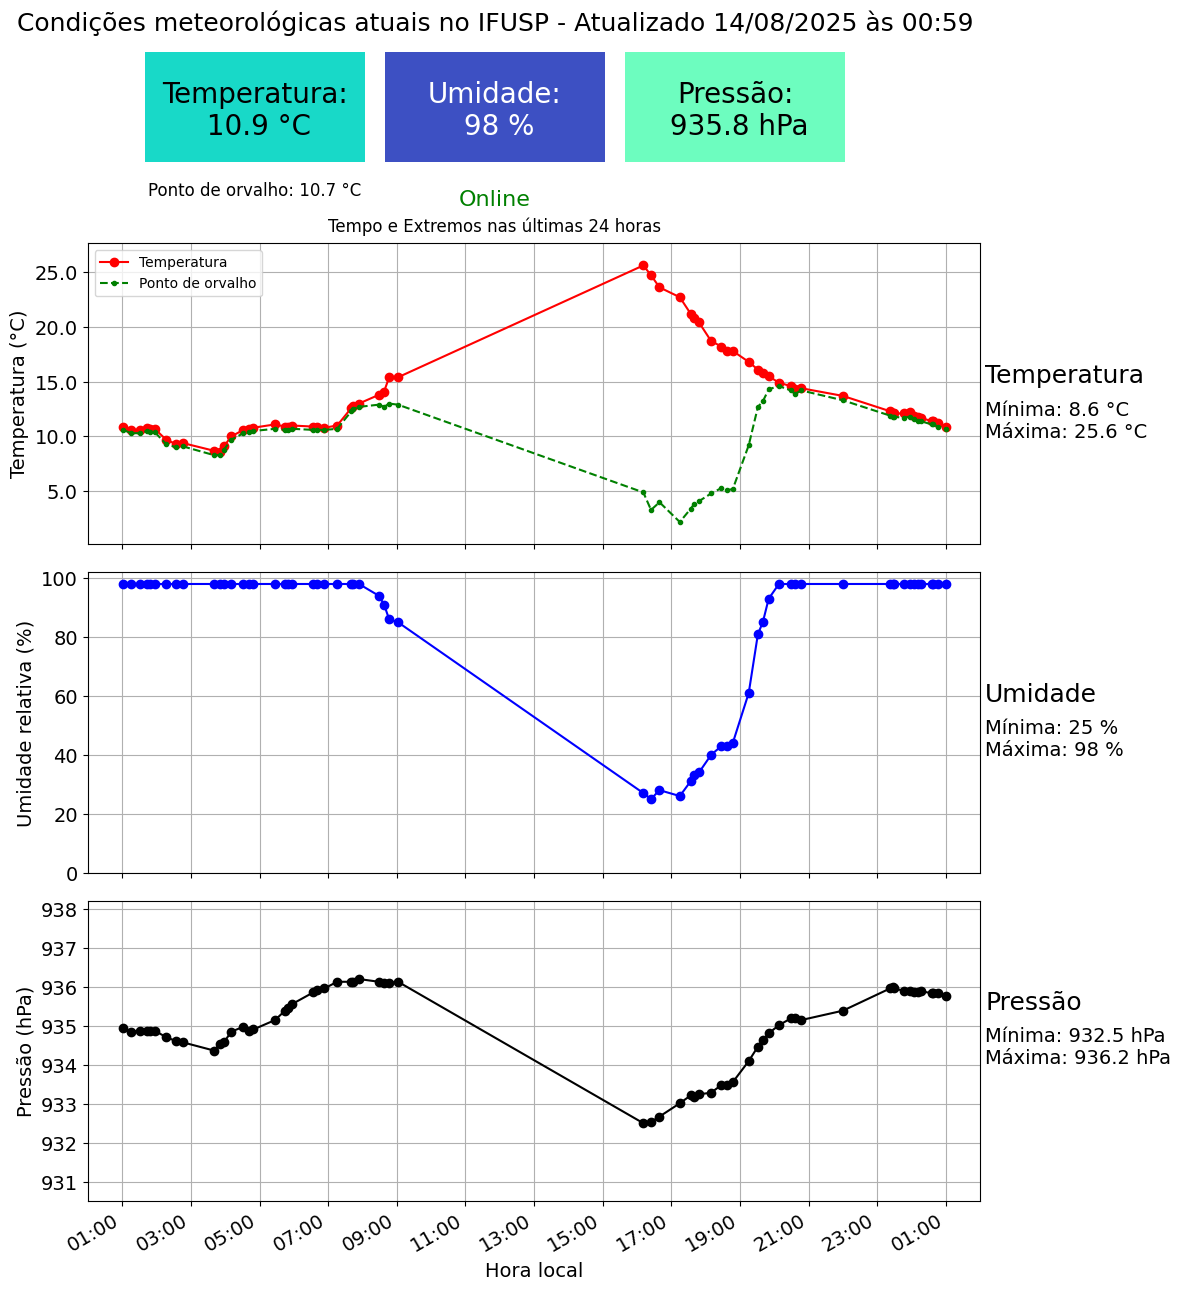 Condições meteorológicas atuais no IFUSP - Atualizado 14/08/2025 às 00:59
Temperatura:
10.9 °C
Umidade:
98 %
Pressão:
935.8 hPa
Ponto de orvalho: 10.7 °C
Online
Tempo e Extremos nas últimas 24 horas
Temperatura
Ponto de orvalho
Temperatura (°C)
25.0
20.0
15.0
10.0
5.0
Temperatura
Mínima: 8.6 °C
Máxima: 25.6 °C
Umidade relativa (%)
100
80
60
40
20
0
Umidade
Mínima: 25 %
Máxima: 98 %
Pressão (hPa)
938
937
936
935
934
933
932
931
Pressão
Mínima: 932.5 hPa
Máxima: 936.2 hPa
01:00
03:00
05:00
07:00
09:00
11:00
13:00
15:00
17:00
19:00
21:00
23:00
01:00
Hora local